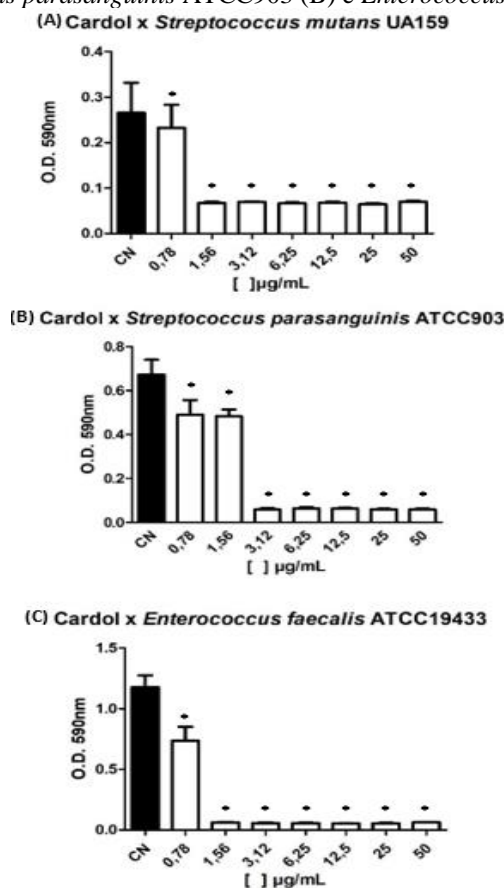 s parasanguinis ATCC903 (B) e Enterococcus
(A) Cardol x Streptococcus mutans UA159
O.D. 590nm
0.4
0.3
0.2
0.1
0.0
CN
0,78
1,56
3,12
6,25
12,5
25
50
[ ]µg/mL
(B) Cardol x Streptococcus parasanguinis ATCC903
O.D. 590nm
0.8
0.6
0.4
0.2
0.0
CN
0,78
1,56
3,12
6,25
12,5
25
50
[ ] µg/mL
(C) Cardol x Enterococcus faecalis ATCC19433
O.D. 590nm
1.5
1.0
0.5
0.0
CN
0,78
1,56
3,12
6,25
12,5
25
50
[ ] µg/mL